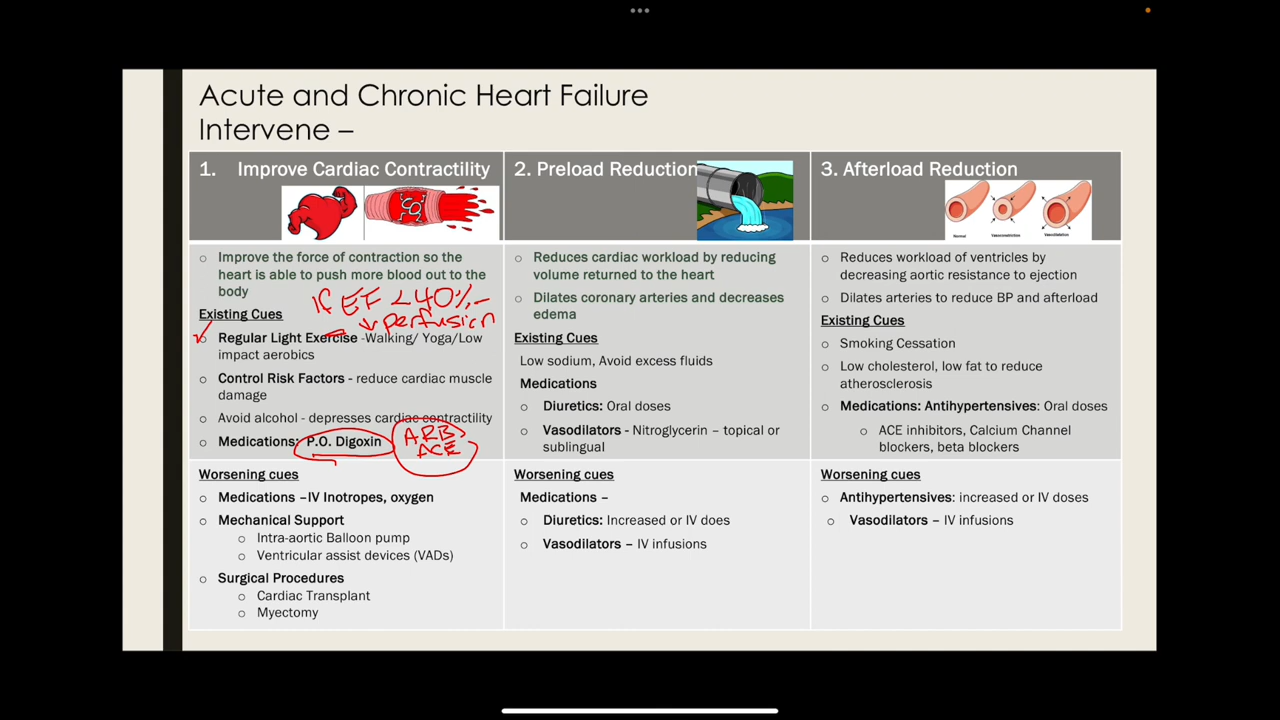 Acute and Chronic Heart Failure
Intervene –
1. Improve Cardiac Contractility
Improve the force of contraction so the
heart is able to push more blood out to the
body
If EF <40%-
↓ perfusion
Existing Cues
✓ Regular Light Exercise -Walking/ Yoga/Low
impact aerobics
Control Risk Factors - reduce cardiac muscle
damage
Avoid alcohol - depresses cardiac contractility
Medications: P.O. Digoxin
ARB
ACE
Worsening cues
Medications –IV Inotropes, oxygen
Mechanical Support
Intra-aortic Balloon pump
Ventricular assist devices (VADs)
Surgical Procedures
Cardiac Transplant
Myectomy
2. Preload Reduction
Reduces cardiac workload by reducing
volume returned to the heart
Dilates coronary arteries and decreases
edema
Existing Cues
Low sodium, Avoid excess fluids
Medications
Diuretics: Oral doses
Vasodilators - Nitroglycerin – topical or
sublingual
Worsening cues
Medications –
Diuretics: Increased or IV does
Vasodilators – IV infusions
3. Afterload Reduction
Normal
Vasoconstriction
Vasodilatation
Reduces workload of ventricles by
decreasing aortic resistance to ejection
Dilates arteries to reduce BP and afterload
Existing Cues
Smoking Cessation
Low cholesterol, low fat to reduce
atherosclerosis
Medications: Antihypertensives: Oral doses
ACE inhibitors, Calcium Channel
blockers, beta blockers
Worsening cues
Antihypertensives: increased or IV doses
Vasodilators – IV infusions